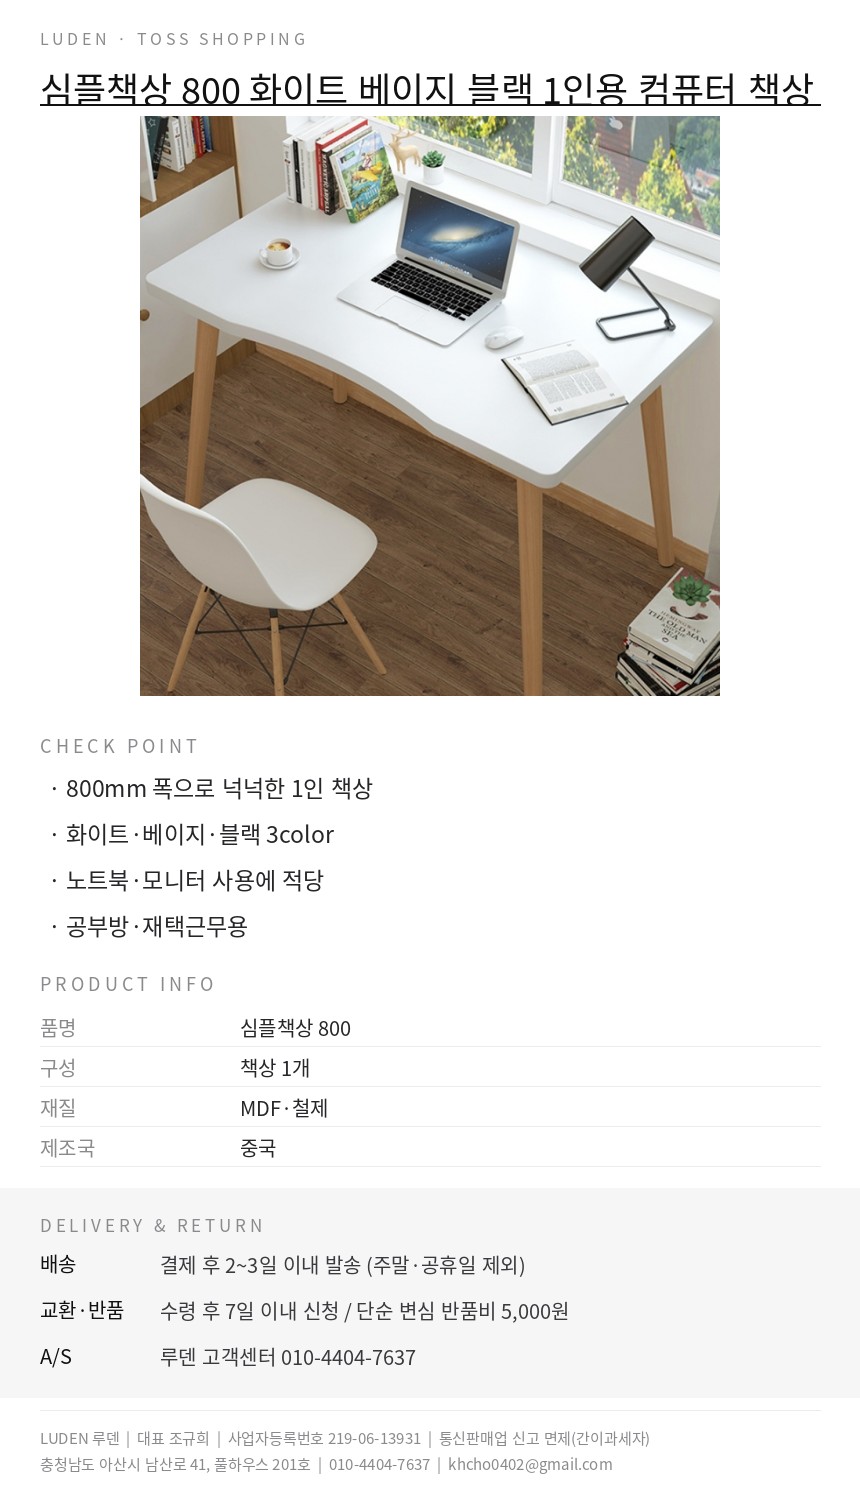 LUDEN · TOSS SHOPPING
심플책상 800 화이트 베이지 블랙 1인용 컴퓨터 책상
THE OLD MAN
AND THE
SEA
CHECK POINT
· 800mm 폭으로 넉넉한 1인 책상
· 화이트·베이지·블랙 3color
· 노트북·모니터 사용에 적당
· 공부방·재택근무용
PRODUCT INFO
품명 심플책상 800
구성 책상 1개
재질 MDF·철제
제조국 중국
DELIVERY & RETURN
배송 결제 후 2~3일 이내 발송 (주말·공휴일 제외)
교환·반품 수령 후 7일 이내 신청 / 단순 변심 반품비 5,000원
A/S 루덴 고객센터 010-4404-7637
LUDEN 루덴 | 대표 조규희 | 사업자등록번호 219-06-13931 | 통신판매업 신고 면제(간이과세자)
충청남도 아산시 남산로 41, 풀하우스 201호 | 010-4404-7637 | khcho0402@gmail.com